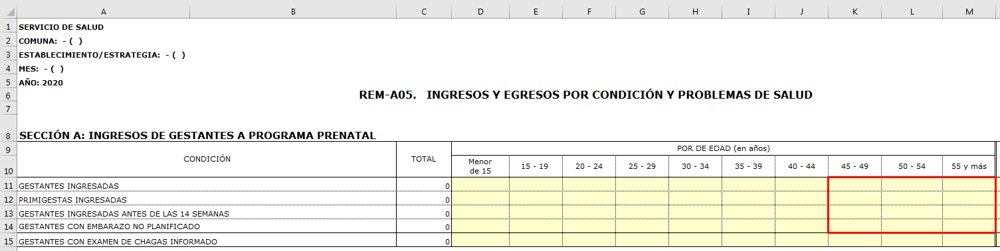 A B C D E F G H I J K L M
1 SERVICIO DE SALUD
2 COMUNA: - ( )
3 ESTABLECIMIENTO/ESTRATEGIA: - ( )
4 MES: - ( )
5 AÑO: 2020
6 REM-A05. INGRESOS Y EGRESOS POR CONDICIÓN Y PROBLEMAS DE SALUD
7
8 SECCIÓN A: INGRESOS DE GESTANTES A PROGRAMA PRENATAL
9 CONDICIÓN TOTAL POR DE EDAD (en años)
10 Menor de 15 15 - 19 20 - 24 25 - 29 30 - 34 35 - 39 40 - 44 45 - 49 50 - 54 55 y más
11 GESTANTES INGRESADAS 0
12 PRIMIGESTAS INGRESADAS 0
13 GESTANTES INGRESADAS ANTES DE LAS 14 SEMANAS 0
14 GESTANTES CON EMBARAZO NO PLANIFICADO 0
15 GESTANTES CON EXAMEN DE CHAGAS INFORMADO 0